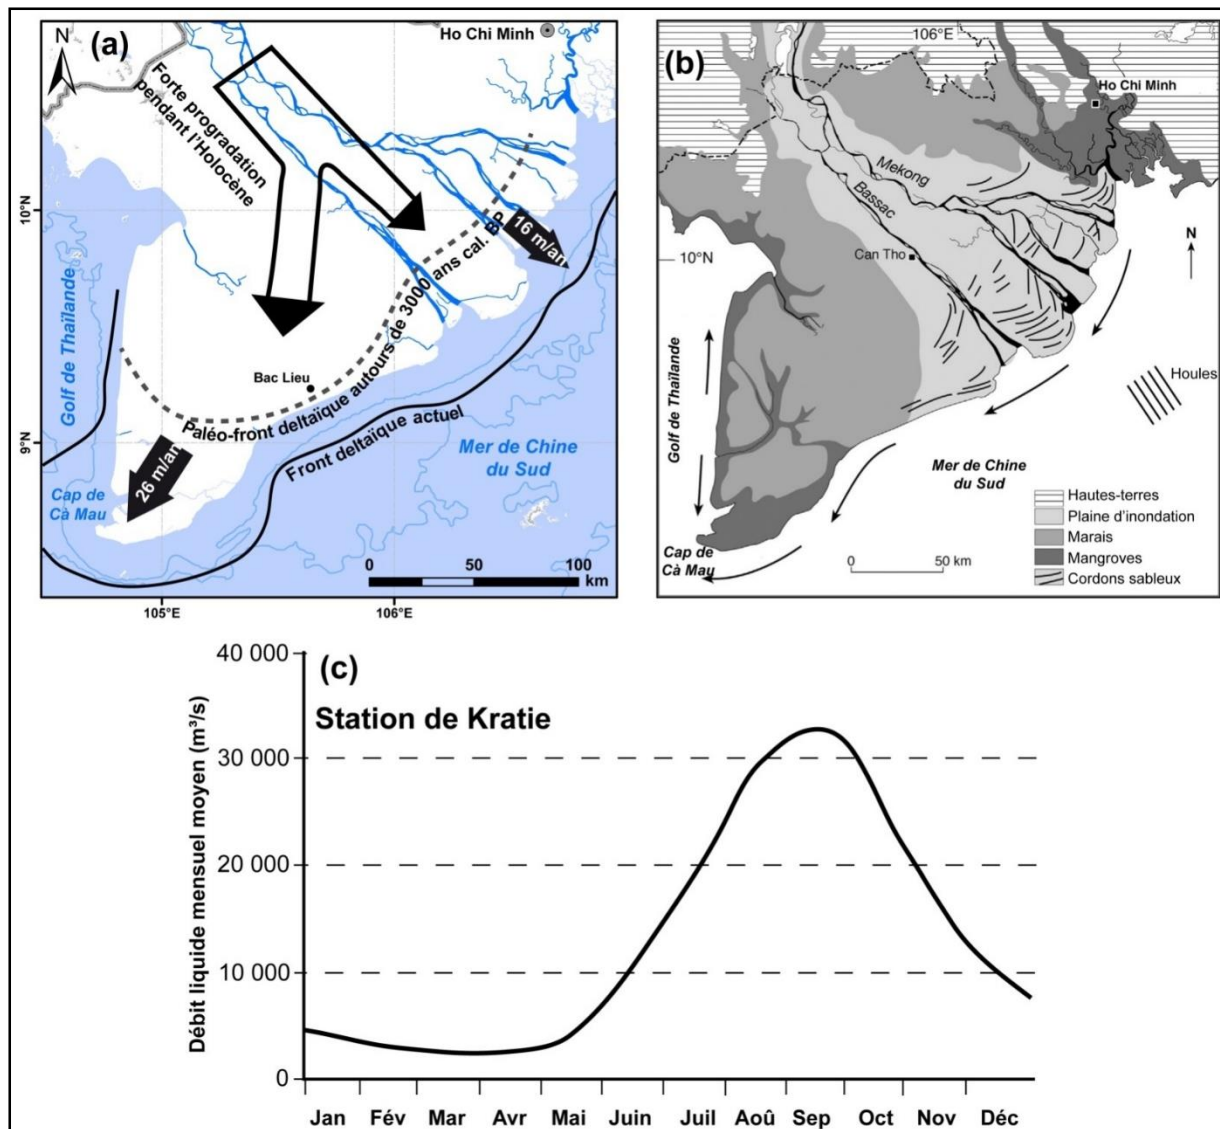 (a)
N
Ho Chi Minh
Forte progradation
pendant l'Holocène
10°N
16 m/an
Golf de Thaïlande
Bac Lieu
Paléo-front deltaïque autours de 3000 ans cal. BP
9°N
Front deltaïque actuel
26 m/an
Mer de Chine
du Sud
Cap de
Cà Mau
0 50 100
km
105°E 106°E
(b)
106°E
Ho Chi Minh
Mekong
Bassac
Can Tho
10°N
N
Golf de Thaïlande
Houles
Mer de Chine
du Sud
Hautes-terres
Plaine d'inondation
Marais
Mangroves
Cordons sableux
Cap de
Cà Mau
0 50 km
(c)
Station de Kratie
Débit liquide mensuel moyen (m³/s)
40 000
30 000
20 000
10 000
0
Jan Fév Mar Avr Mai Juin Juil Aoû Sep Oct Nov Déc